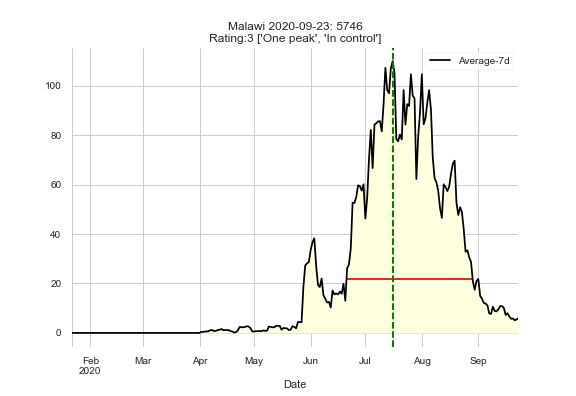 Malawi 2020-09-23: 5746
Rating:3 ['One peak', 'In control']
Average-7d
100
80
60
40
20
0
Feb Mar Apr May Jun Jul Aug Sep
2020
Date